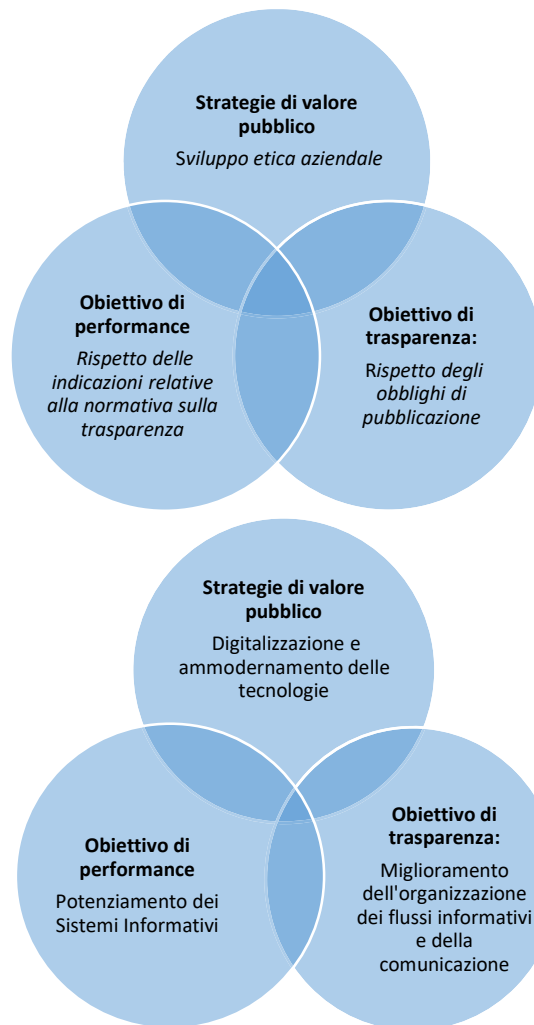 Strategie di valore
pubblico
Sviluppo etica aziendale
Obiettivo di
performance
Rispetto delle
indicazioni relative
alla normativa sulla
trasparenza
Obiettivo di
trasparenza:
Rispetto degli
obblighi di
pubblicazione
Strategie di valore
pubblico
Digitalizzazione e
ammodernamento delle
tecnologie
Obiettivo di
performance
Potenziamento dei
Sistemi Informativi
Obiettivo di
trasparenza:
Miglioramento
dell'organizzazione
dei flussi informativi
e della
comunicazione